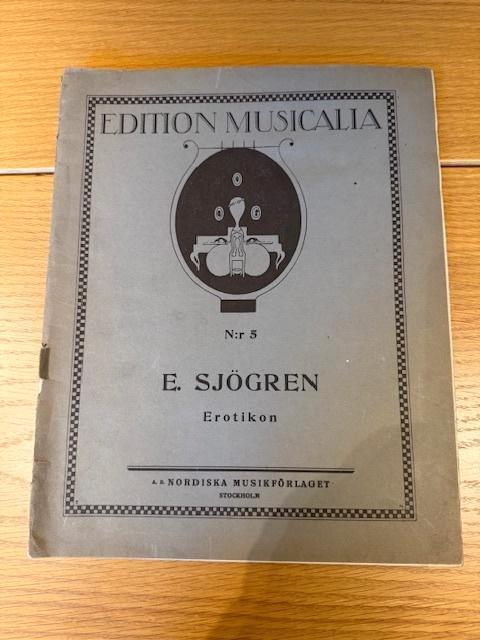 EDITION MUSICALIA
N:r 5
E. SJÖGREN
Erotikon
A. B. NORDISKA MUSIKFÖRLAGET
STOCKHOLM